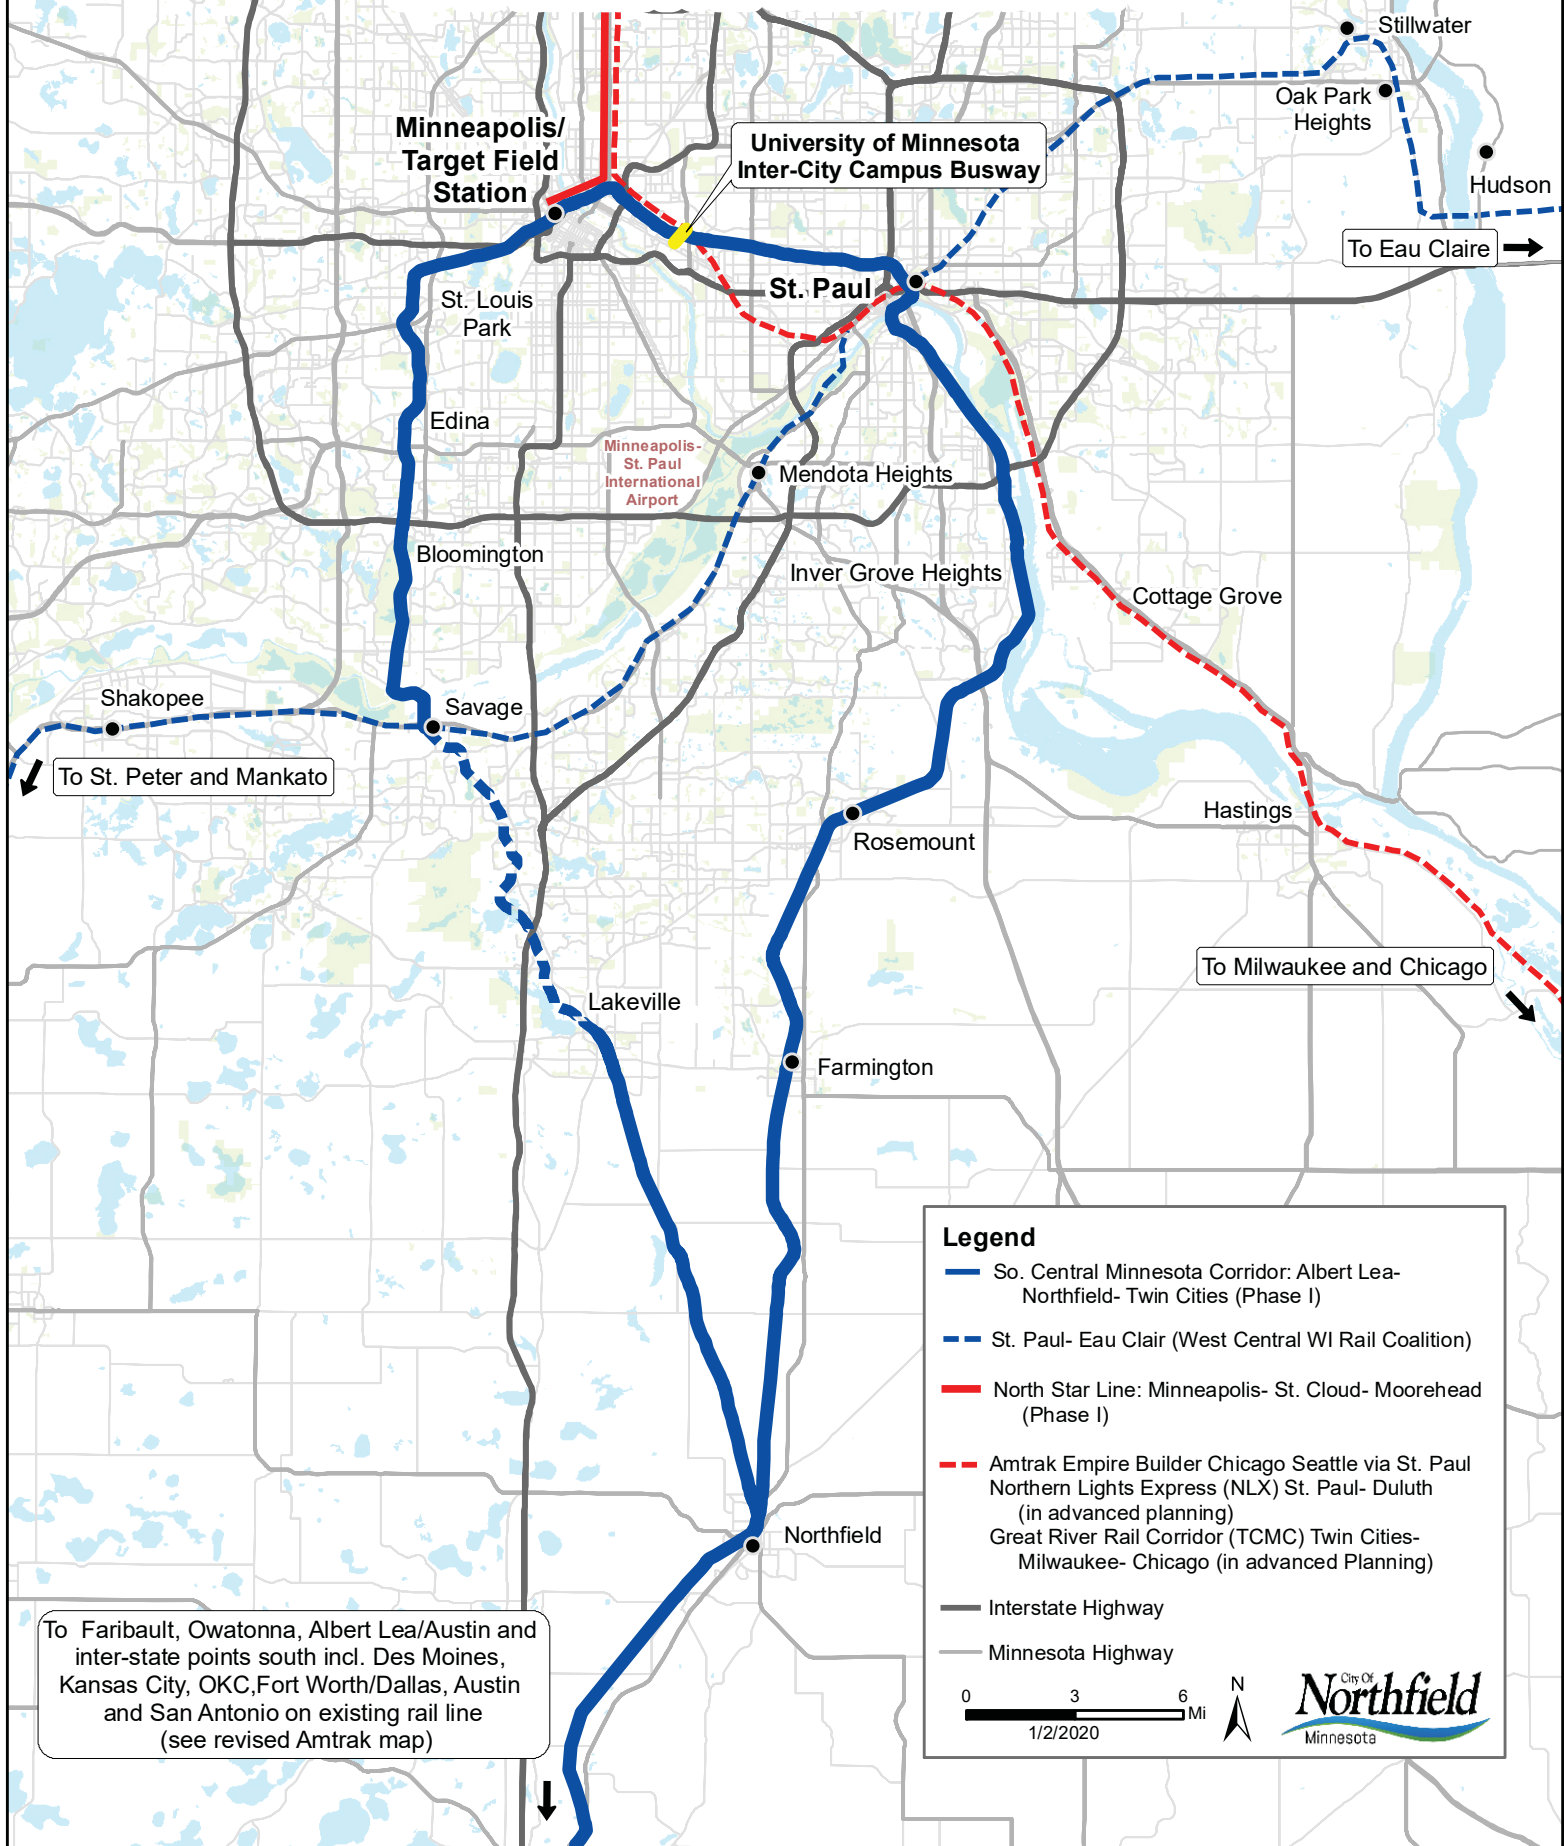 Stillwater
Oak Park
Heights
Minneapolis/
Target Field
Station
University of Minnesota
Inter-City Campus Busway
Hudson
To Eau Claire
St. Paul
St. Louis
Park
Edina
Minneapolis-
St. Paul
International
Airport
Mendota Heights
Bloomington
Inver Grove Heights
Cottage Grove
Shakopee
Savage
To St. Peter and Mankato
Hastings
Rosemount
To Milwaukee and Chicago
Lakeville
Farmington
Legend
So. Central Minnesota Corridor: Albert Lea-
Northfield- Twin Cities (Phase I)
St. Paul- Eau Clair (West Central WI Rail Coalition)
North Star Line: Minneapolis- St. Cloud- Moorehead
(Phase I)
Amtrak Empire Builder Chicago Seattle via St. Paul
Northern Lights Express (NLX) St. Paul- Duluth
(in advanced planning)
Great River Rail Corridor (TCMC) Twin Cities-
Milwaukee- Chicago (in advanced Planning)
Interstate Highway
Minnesota Highway
0 3 6
Mi
1/2/2020
N
City Of
Northfield
Minnesota
Northfield
To Faribault, Owatonna, Albert Lea/Austin and
inter-state points south incl. Des Moines,
Kansas City, OKC,Fort Worth/Dallas, Austin
and San Antonio on existing rail line
(see revised Amtrak map)